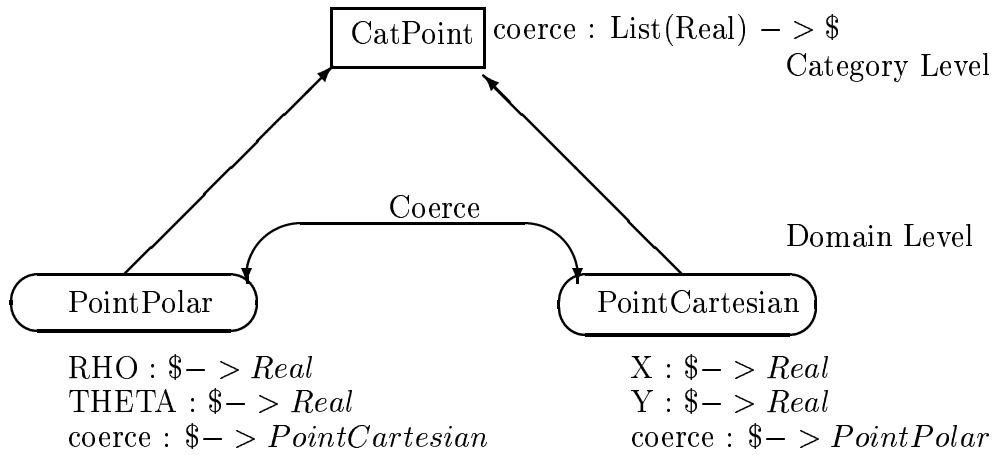 CatPoint
coerce : List(Real) − > $
Category Level
Coerce
Domain Level
PointPolar
PointCartesian
RHO : $− > Real
THETA : $− > Real
coerce : $− > PointCartesian
X : $− > Real
Y : $− > Real
coerce : $− > PointPolar